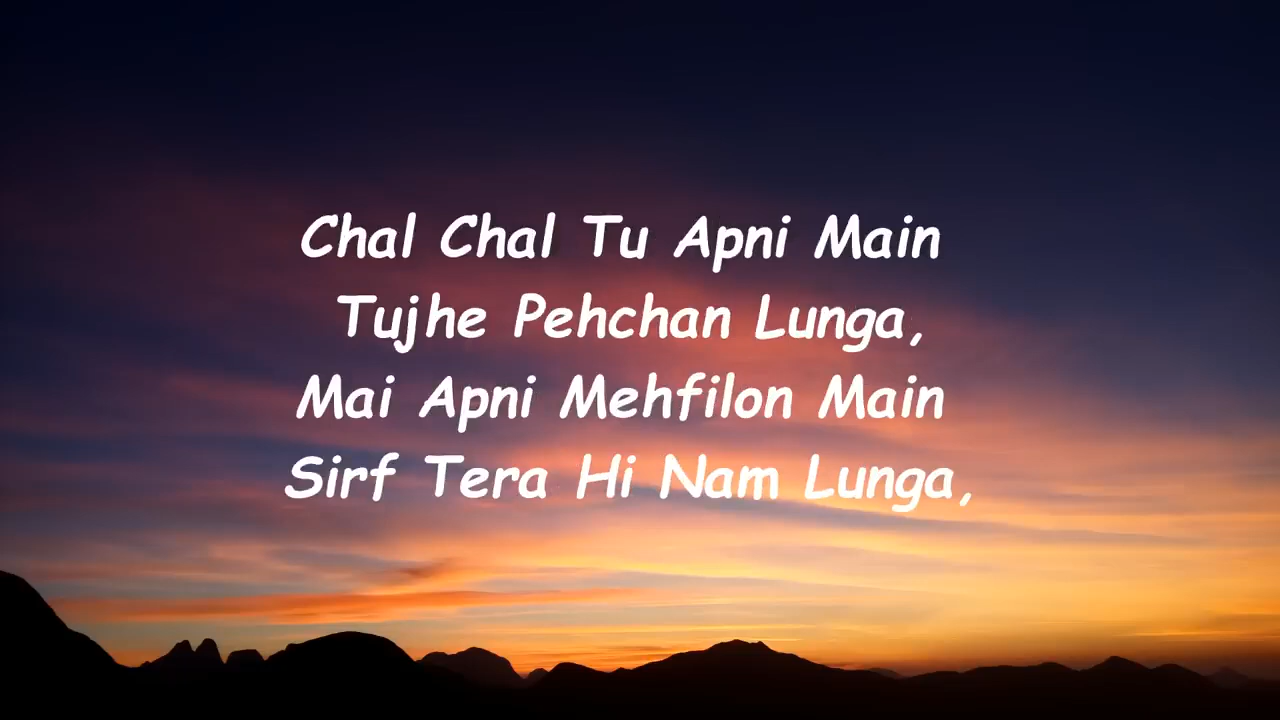 Chal Chal Tu Apni Main
Tujhe Pehchan Lunga,
Mai Apni Mehfilon Main
Sirf Tera Hi Nam Lunga,